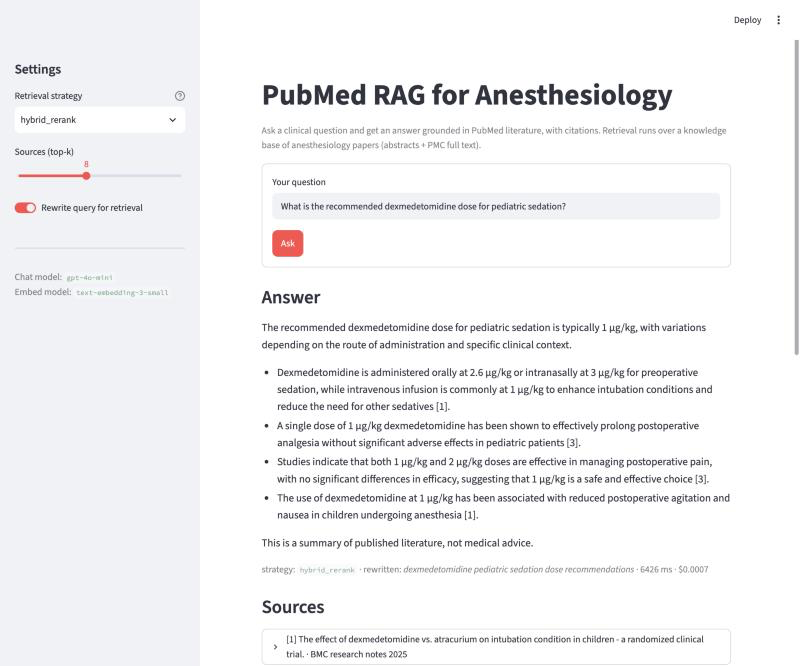 Deploy
Settings
Retrieval strategy
hybrid_rerank
Sources (top-k)
8
Rewrite query for retrieval
Chat model: gpt-4o-mini
Embed model: text-embedding-3-small
PubMed RAG for Anesthesiology
Ask a clinical question and get an answer grounded in PubMed literature, with citations. Retrieval runs over a knowledge
base of anesthesiology papers (abstracts + PMC full text).
Your question
What is the recommended dexmedetomidine dose for pediatric sedation?
Ask
Answer
The recommended dexmedetomidine dose for pediatric sedation is typically 1 µg/kg, with variations
depending on the route of administration and specific clinical context.
• Dexmedetomidine is administered orally at 2.6 µg/kg or intranasally at 3 µg/kg for preoperative
sedation, while intravenous infusion is commonly at 1 µg/kg to enhance intubation conditions and
reduce the need for other sedatives [1].
• A single dose of 1 µg/kg dexmedetomidine has been shown to effectively prolong postoperative
analgesia without significant adverse effects in pediatric patients [3].
• Studies indicate that both 1 µg/kg and 2 µg/kg doses are effective in managing postoperative pain,
with no significant differences in efficacy, suggesting that 1 µg/kg is a safe and effective choice [3].
• The use of dexmedetomidine at 1 µg/kg has been associated with reduced postoperative agitation and
nausea in children undergoing anesthesia [1].
This is a summary of published literature, not medical advice.
strategy: hybrid_rerank · rewritten: dexmedetomidine pediatric sedation dose recommendations · 6426 ms · $0.0007
Sources
[1] The effect of dexmedetomidine vs. atracurium on intubation condition in children - a randomized clinical
trial. · BMC research notes 2025